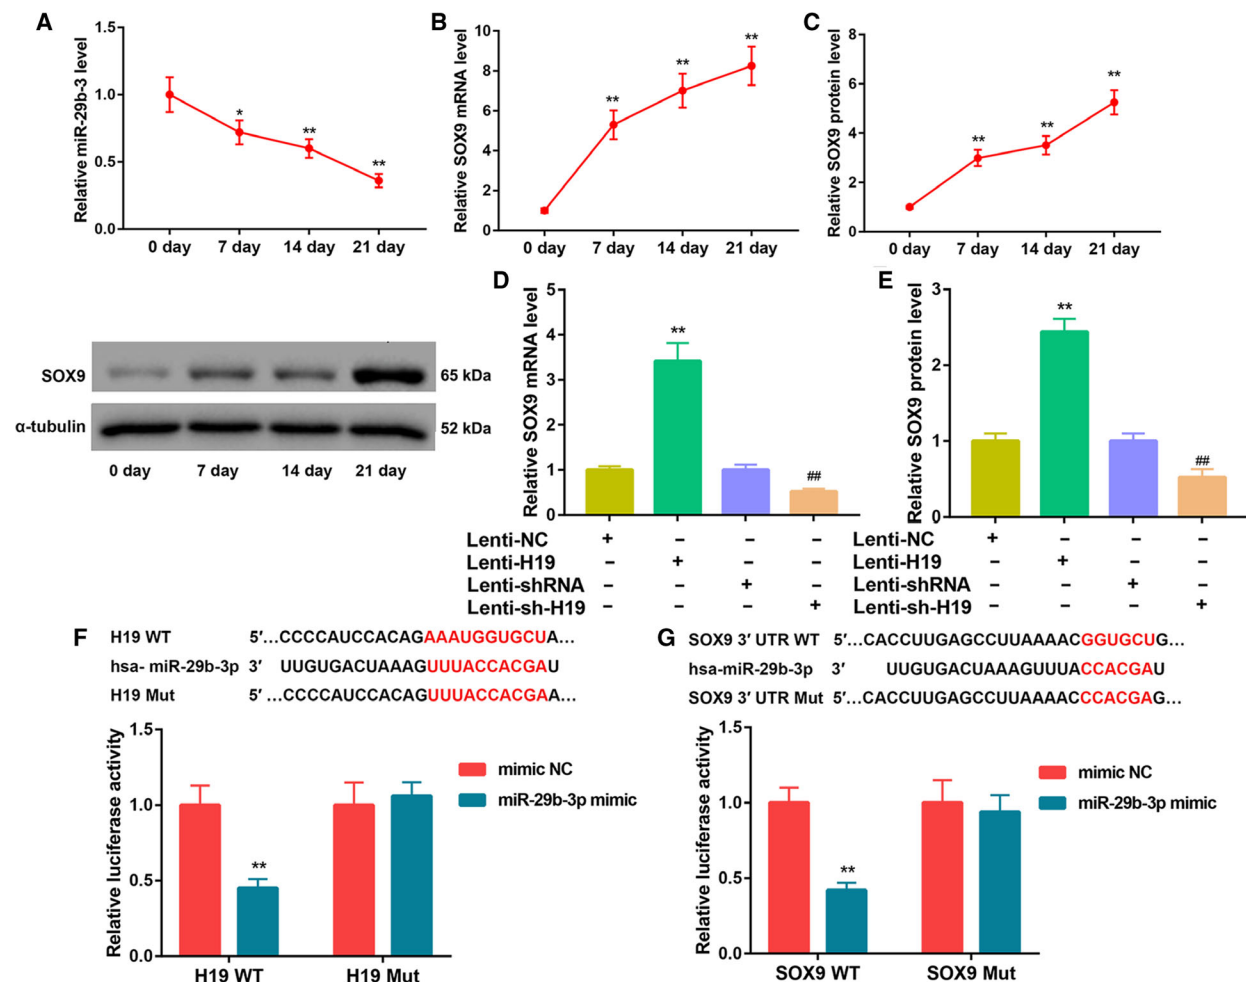 A
Relative miR-29b-3 level
1.5
1.0
0.5
0.0
*
**
**
0 day 7 day 14 day 21 day
B
Relative SOX9 mRNA level
10
8
6
4
2
0
**
**
**
0 day 7 day 14 day 21 day
C
Relative SOX9 protein level
8
6
4
2
0
**
**
**
0 day 7 day 14 day 21 day
SOX9 65 kDa
α-tubulin 52 kDa
0 day 7 day 14 day 21 day
D
Relative SOX9 mRNA level
5
4
3
2
1
0
**
##
Lenti-NC + – – –
Lenti-H19 – + – –
Lenti-shRNA – – + –
Lenti-sh-H19 – – – +
E
Relative SOX9 protein level
3
2
1
0
**
##
Lenti-NC + – – –
Lenti-H19 – + – –
Lenti-shRNA – – + –
Lenti-sh-H19 – – – +
F
H19 WT 5′...CCCCAUCCACAGAAAUGGUGCUA...
hsa- miR-29b-3p 3′ UUGUGACUAAAGUUUACCACGAU
H19 Mut 5′ ...CCCCAUCCACAGUUUACCACGAA...
Relative luciferase activity
1.5
1.0
0.5
0.0
**
mimic NC
miR-29b-3p mimic
H19 WT H19 Mut
G
SOX9 3′ UTR WT 5′...CACCUUGAGCCUUAAAACGGUGCUG...
hsa-miR-29b-3p 3′ UUGUGACUAAAGUUUACCACGAU
SOX9 3′ UTR Mut 5′...CACCUUGAGCCUUAAAACCCACGAG...
Relative luciferase activity
1.5
1.0
0.5
0.0
**
mimic NC
miR-29b-3p mimic
SOX9 WT SOX9 Mut